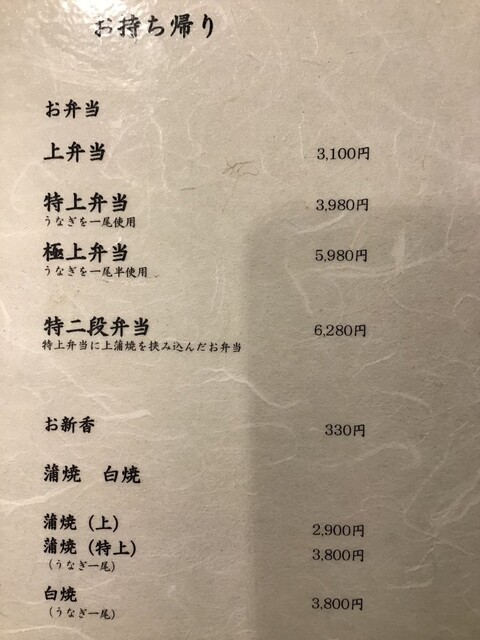 お持ち帰り
お弁当
上弁当 3,100円
特上弁当 3,980円
うなぎを一尾使用
極上弁当 5,980円
うなぎを一尾半使用
特二段弁当 6,280円
特上弁当に上蒲焼を挟み込んだお弁当
お新香 330円
蒲焼 白焼
蒲焼（上） 2,900円
蒲焼（特上） 3,800円
（うなぎ一尾）
白焼 3,800円
（うなぎ一尾）